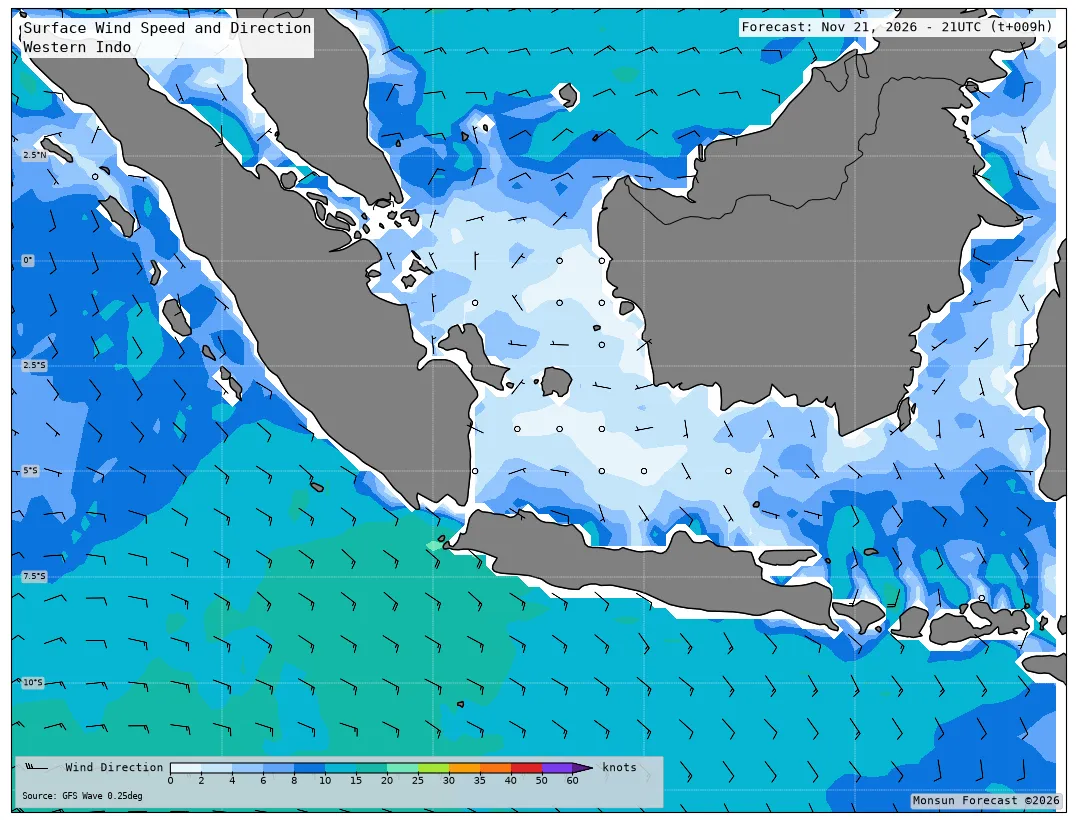 Surface Wind Speed and Direction
Western Indo
Forecast: Nov 21, 2026 - 21UTC (t+009h)
2.5°N
0°
2.5°S
5°S
7.5°S
10°S
Wind Direction
knots
0 2 4 6 8 10 15 20 25 30 35 40 50 60
Source: GFS Wave 0.25deg
Monsun Forecast ©2026